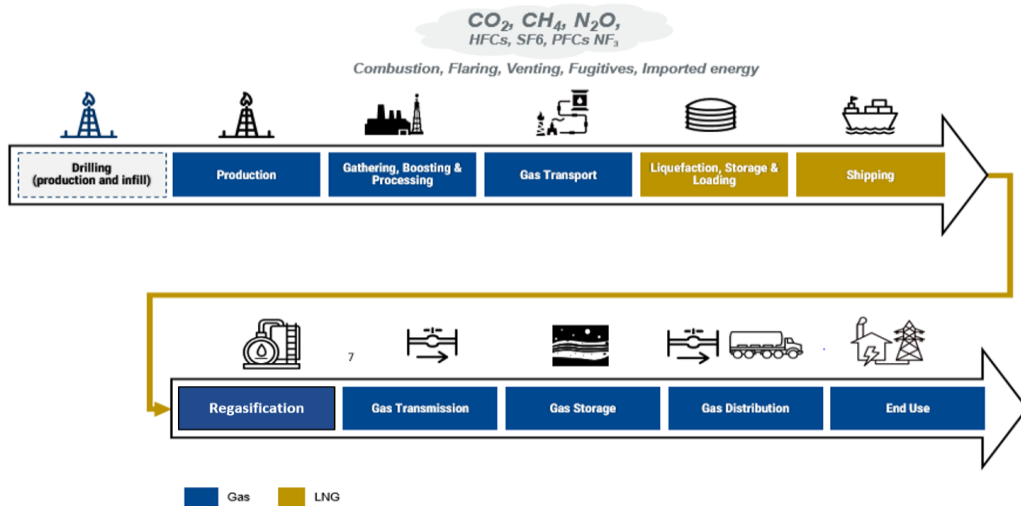 CO₂, CH₄, N₂O,
HFCs, SF6, PFCs NF₃
Combustion, Flaring, Venting, Fugitives, Imported energy
Drilling
(production and infill)
Production
Gathering, Boosting &
Processing
Gas Transport
Liquefaction, Storage &
Loading
Shipping
7
Regasification
Gas Transmission
Gas Storage
Gas Distribution
End Use
Gas
LNG